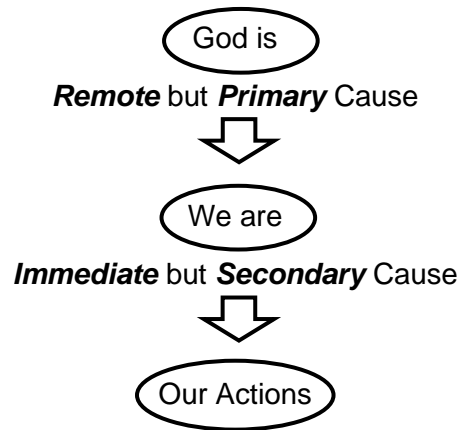 God is
Remote but Primary Cause
We are
Immediate but Secondary Cause
Our Actions